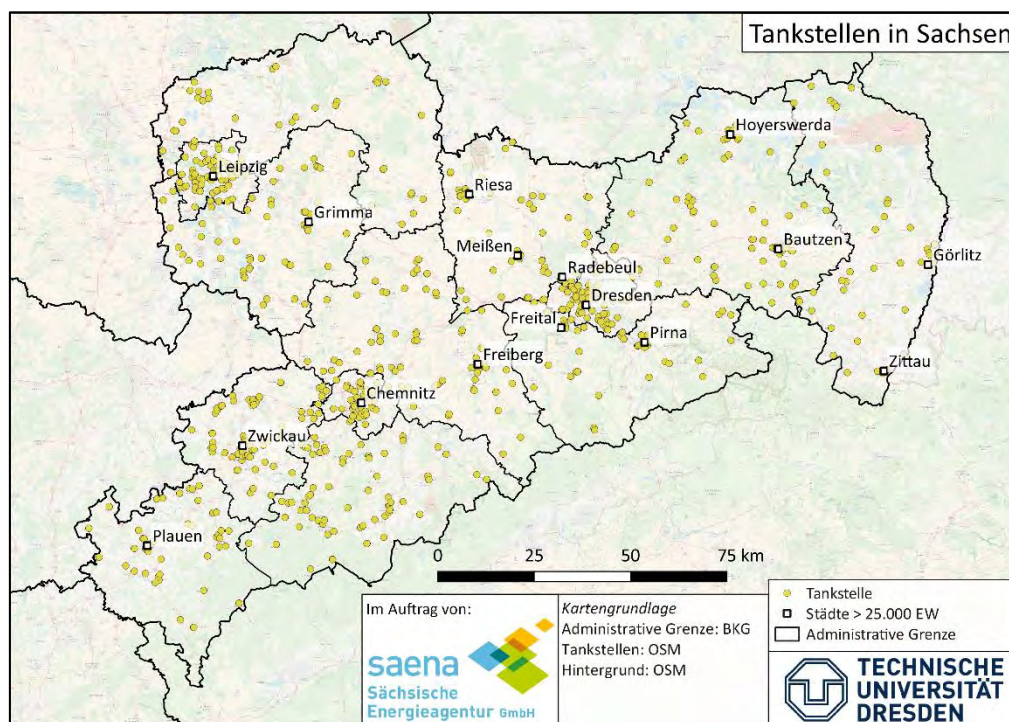 Tankstellen in Sachsen
Hoyerswerda
Leipzig
Riesa
Grimma
Bautzen
Meißen
Görlitz
Radebeul
Dresden
Freital
Pirna
Freiberg
Zittau
Chemnitz
Zwickau
Plauen
0 25 50 75 km
Im Auftrag von:
saena
Sächsische
Energieagentur GmbH
Kartengrundlage
Administrative Grenze: BKG
Tankstellen: OSM
Hintergrund: OSM
Tankstelle
Städte > 25.000 EW
Administrative Grenze
TECHNISCHE
UNIVERSITÄT
DRESDEN